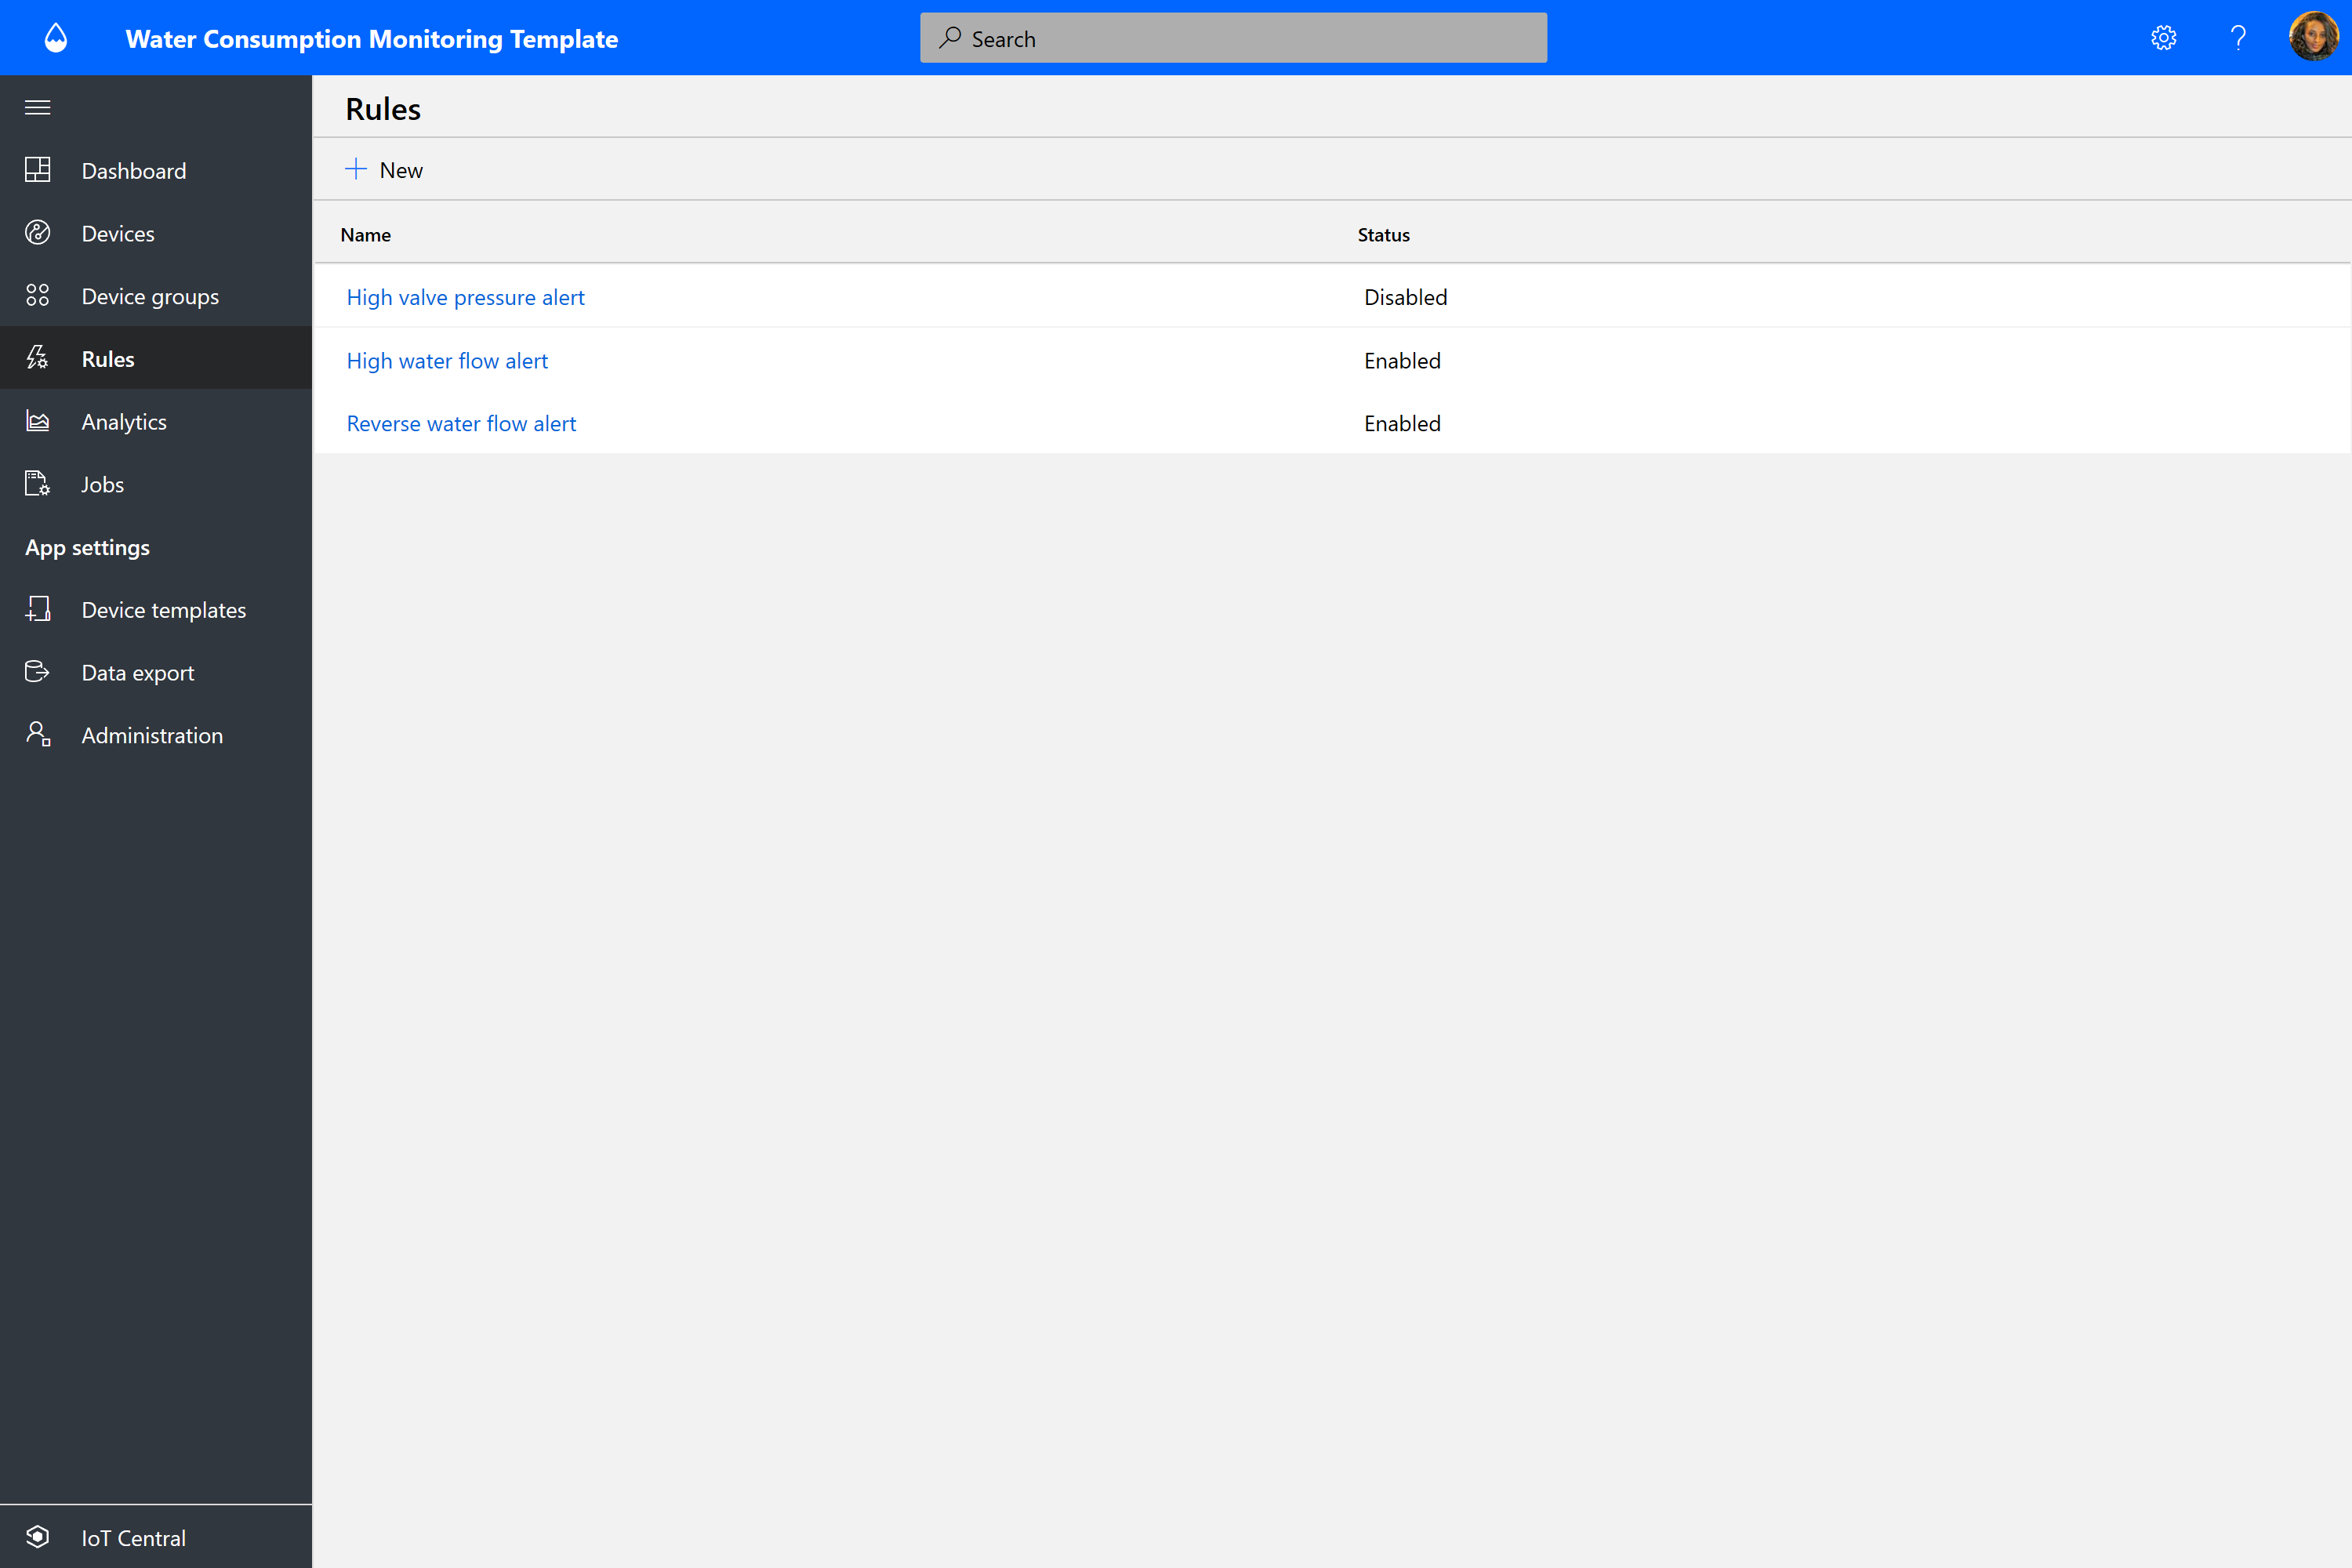 Water Consumption Monitoring Template
Search
Dashboard
Devices
Device groups
Rules
Analytics
Jobs
App settings
Device templates
Data export
Administration
IoT Central
Rules
New
Name Status
High valve pressure alert Disabled
High water flow alert Enabled
Reverse water flow alert Enabled